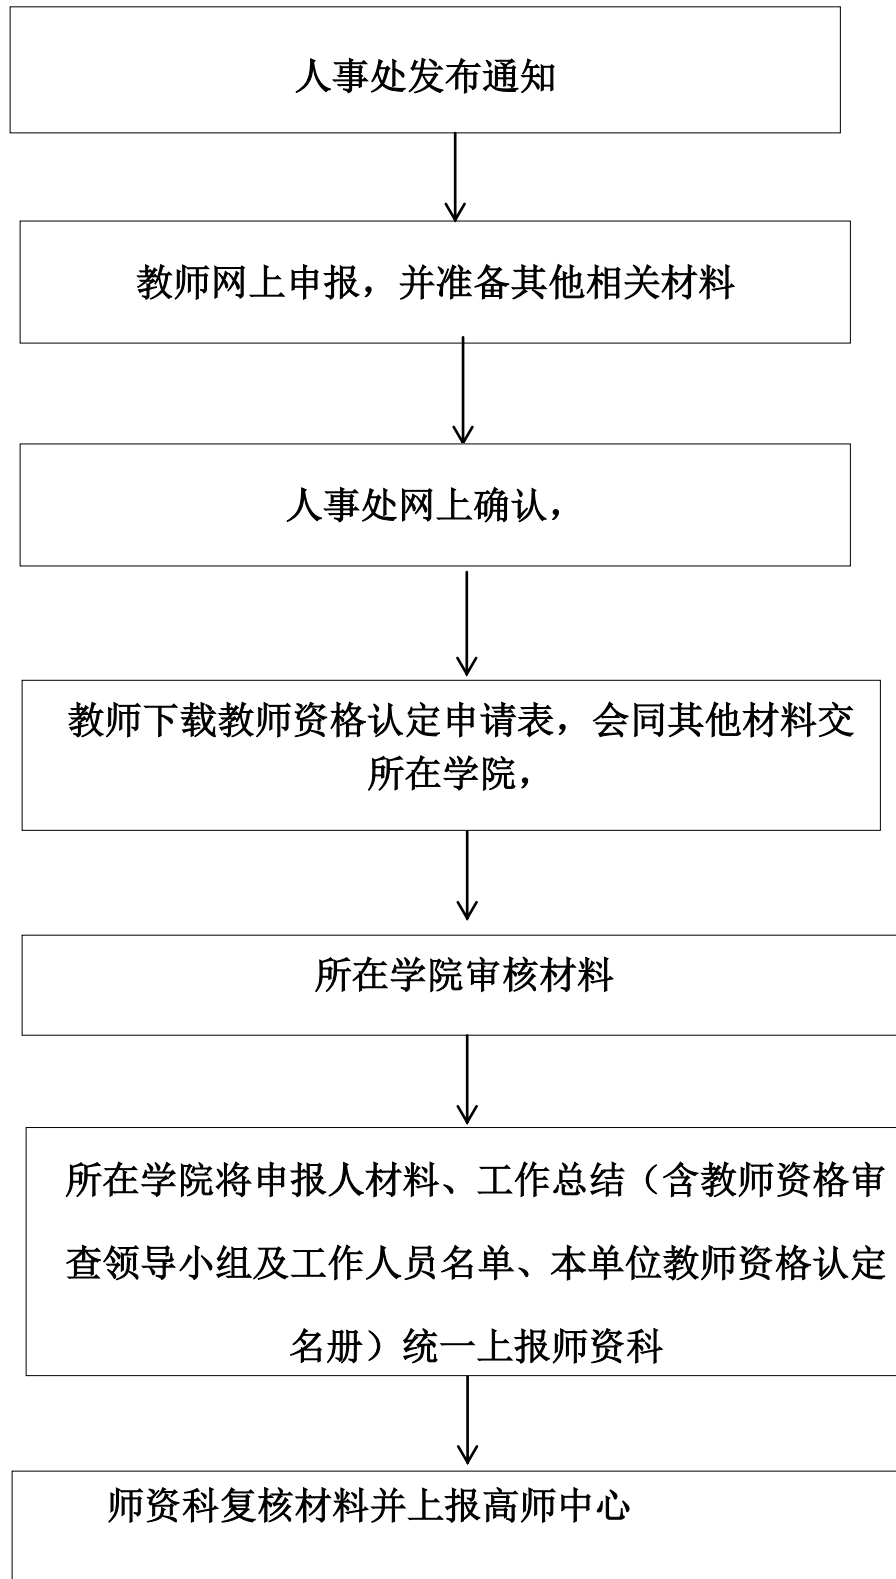 人事处发布通知
教师网上申报，并准备其他相关材料
人事处网上确认，
教师下载教师资格认定申请表，会同其他材料交
所在学院，
所在学院审核材料
所在学院将申报人材料、工作总结（含教师资格审
查领导小组及工作人员名单、本单位教师资格认定
名册）统一上报师资科
师资科复核材料并上报高师中心